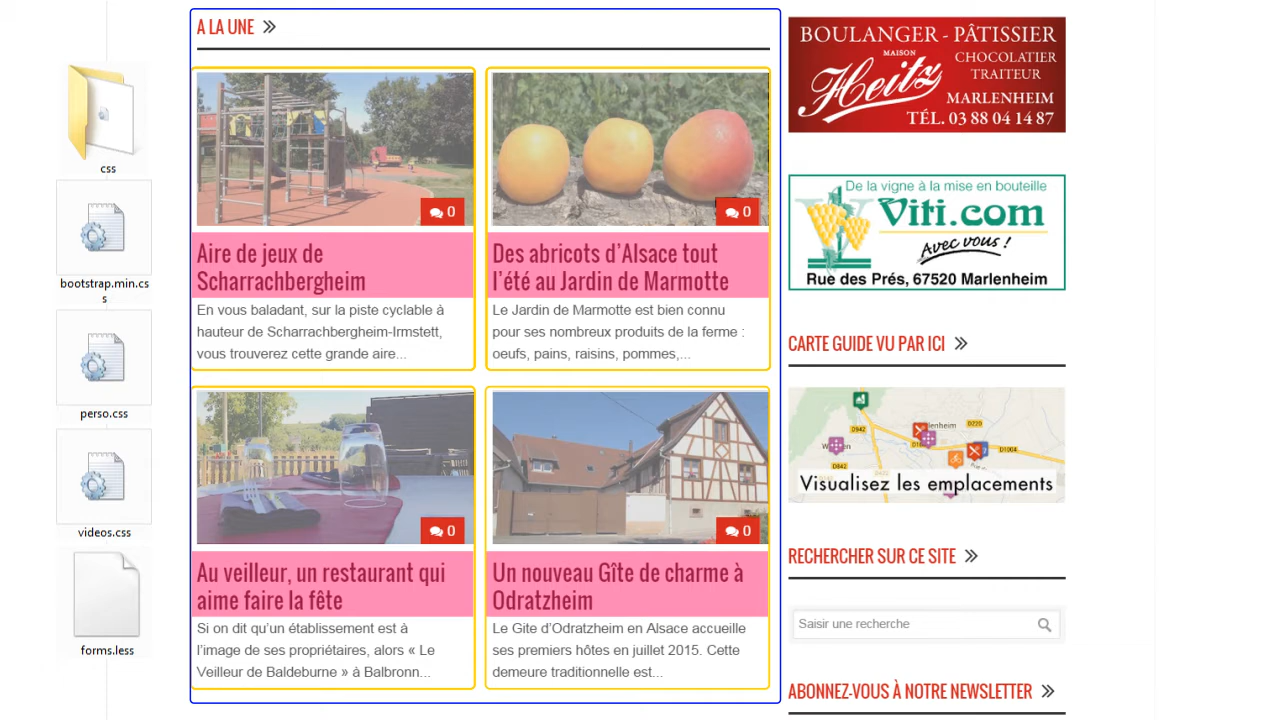 css
bootstrap.min.cs
s
perso.css
videos.css
forms.less
A LA UNE
0
Aire de jeux de
Scharrachbergheim
En vous baladant, sur la piste cyclable à
hauteur de Scharrachbergheim-Irmstett,
vous trouverez cette grande aire...
0
Des abricots d'Alsace tout
l'été au Jardin de Marmotte
Le Jardin de Marmotte est bien connu
pour ses nombreux produits de la ferme :
oeufs, pains, raisins, pommes,...
0
Au veilleur, un restaurant qui
aime faire la fête
Si on dit qu'un établissement est à
l'image de ses propriétaires, alors « Le
Veilleur de Baldeburne » à Balbronn...
0
Un nouveau Gîte de charme à
Odratzheim
Le Gite d'Odratzheim en Alsace accueille
ses premiers hôtes en juillet 2015. Cette
demeure traditionnelle est...
BOULANGER - PÂTISSIER
MAISON
Heitz
CHOCOLATIER
TRAITEUR
MARLENHEIM
TÉL. 03 88 04 14 87
De la vigne à la mise en bouteille
Viti.com
Avec vous !
Rue des Prés, 67520 Marlenheim
CARTE GUIDE VU PAR ICI
D942
D220
D1004
D842
Visualisez les emplacements
RECHERCHER SUR CE SITE
Saisir une recherche
ABONNEZ-VOUS À NOTRE NEWSLETTER